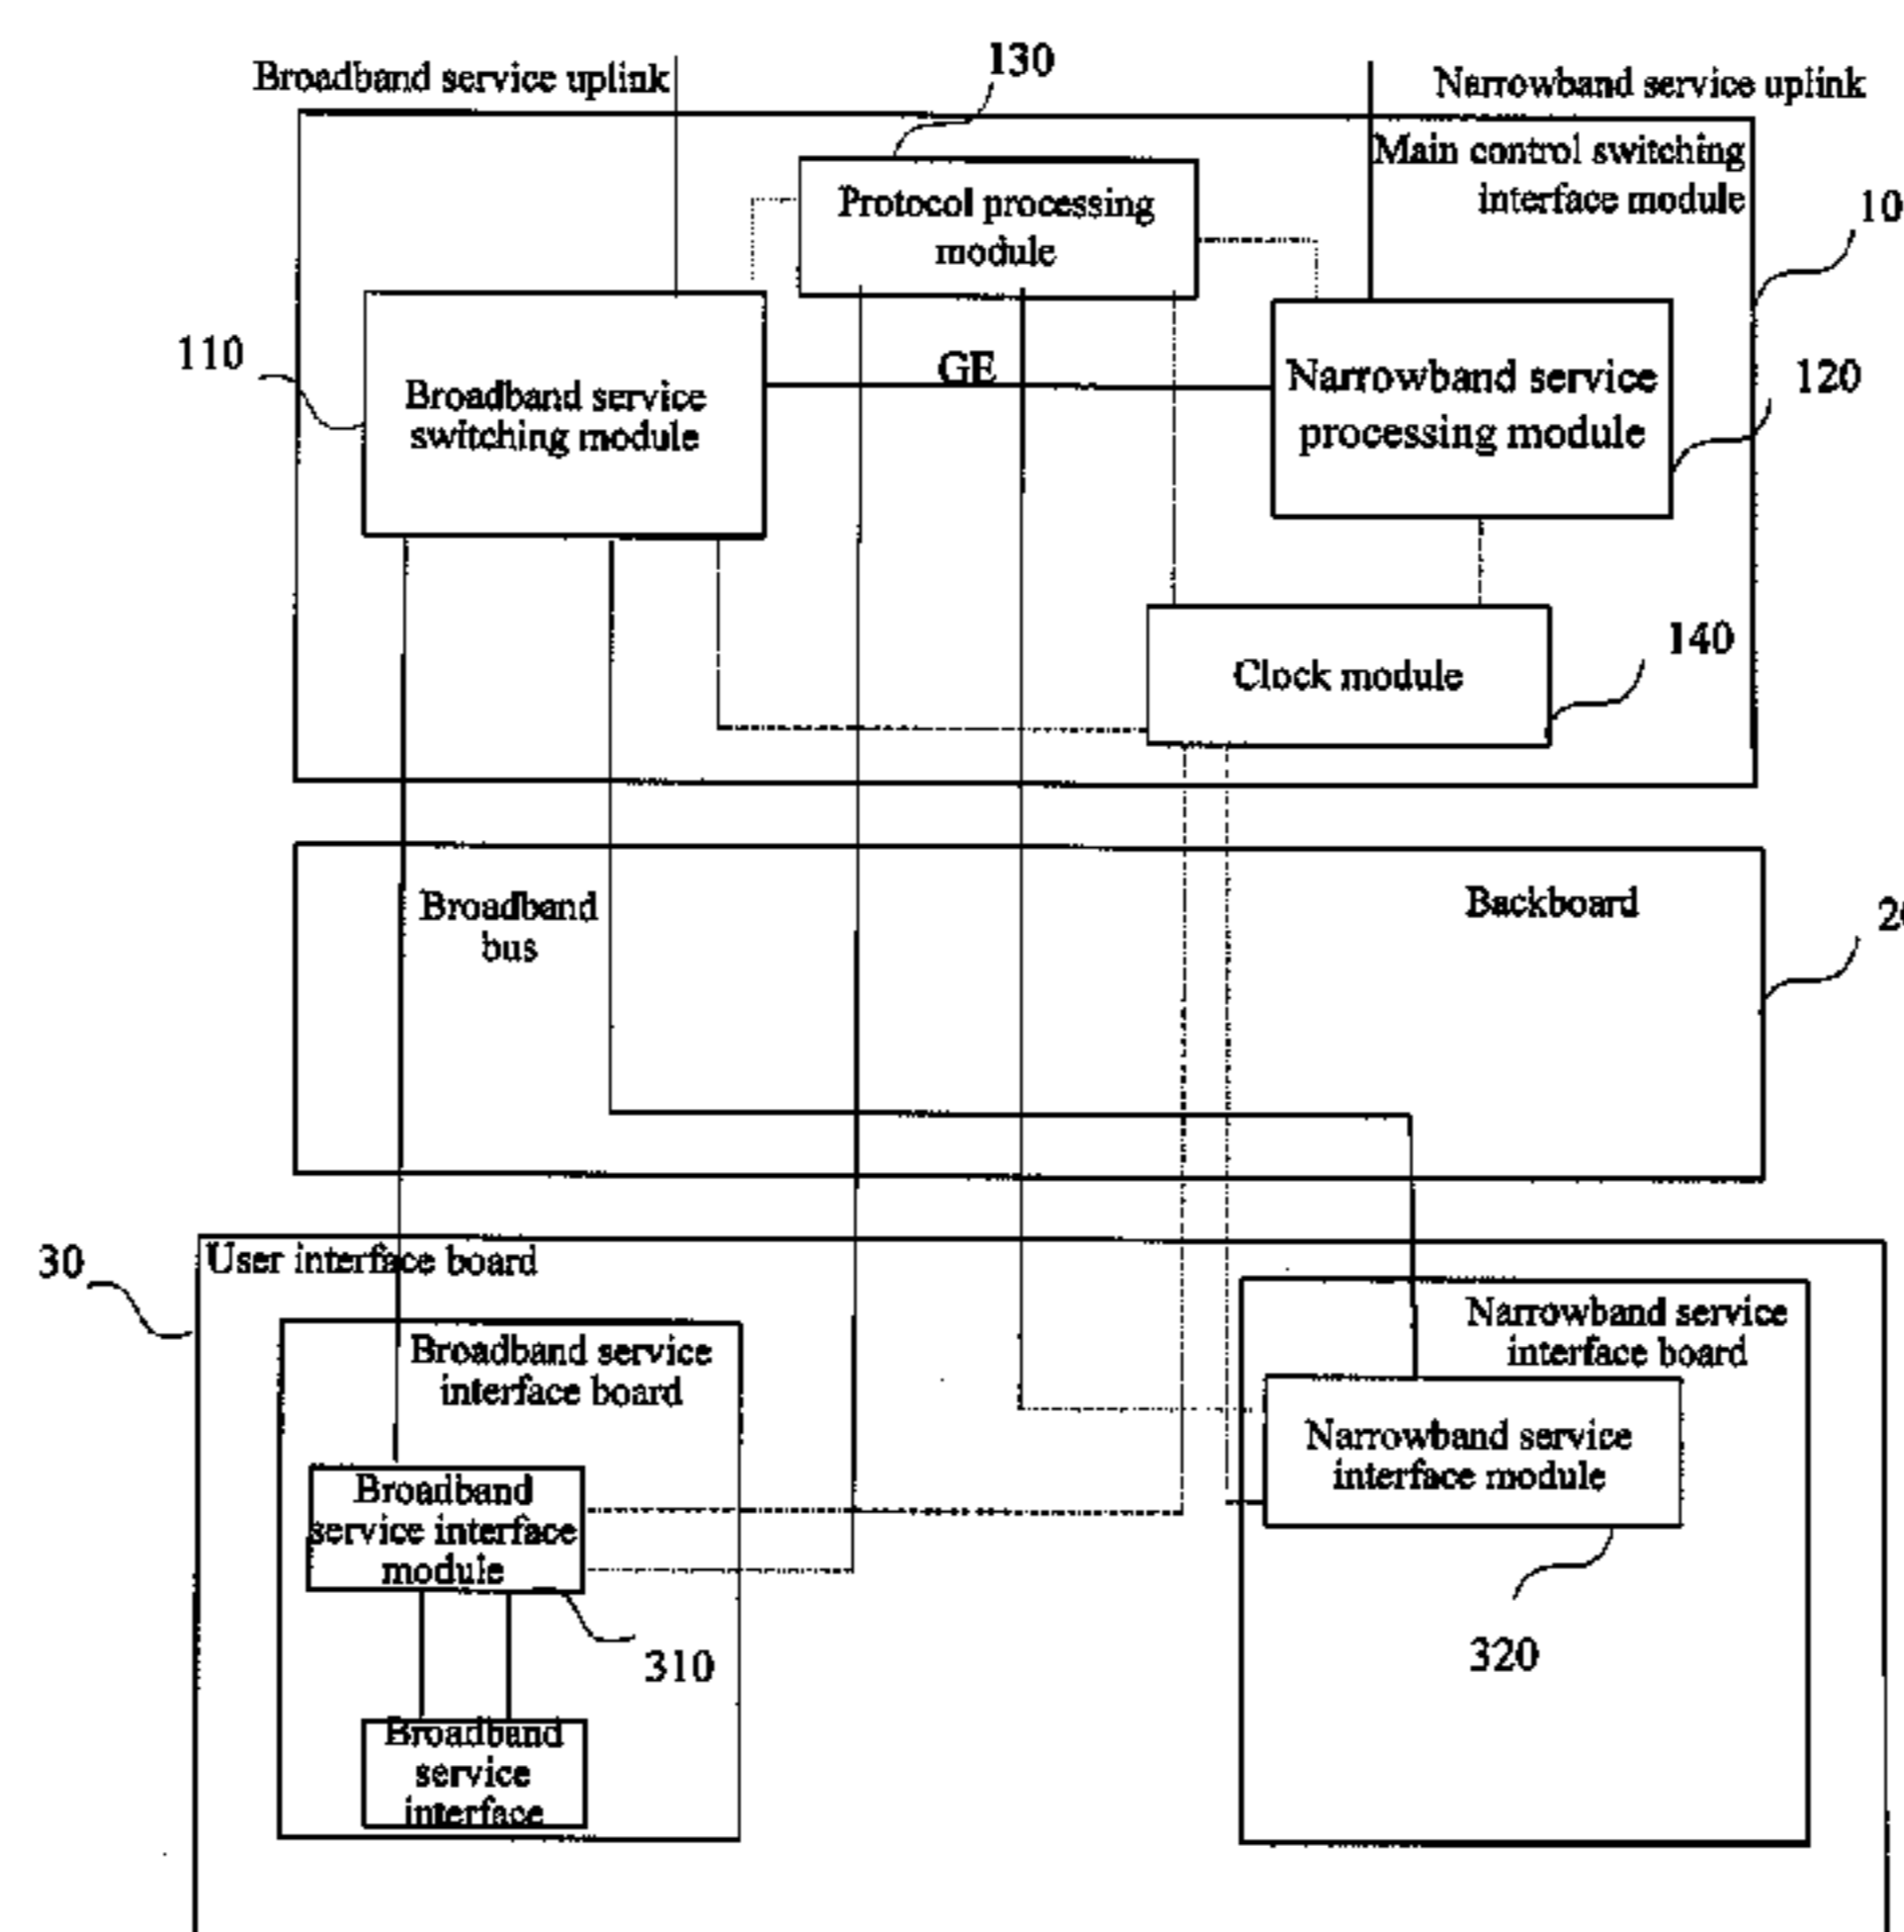 Broadband service uplink
130
Narrowband service uplink
Main control switching
interface module
10
Protocol processing
module
110
GE
Broadband service
switching module
Narrowband service
processing module
120
140
Clock module
Broadband
bus
Backboard
30
User interface board
Broadband service
interface board
Narrowband service
interface board
Narrowband service
interface module
Broadband
service interface
module
310
320
Broadband
service
interface